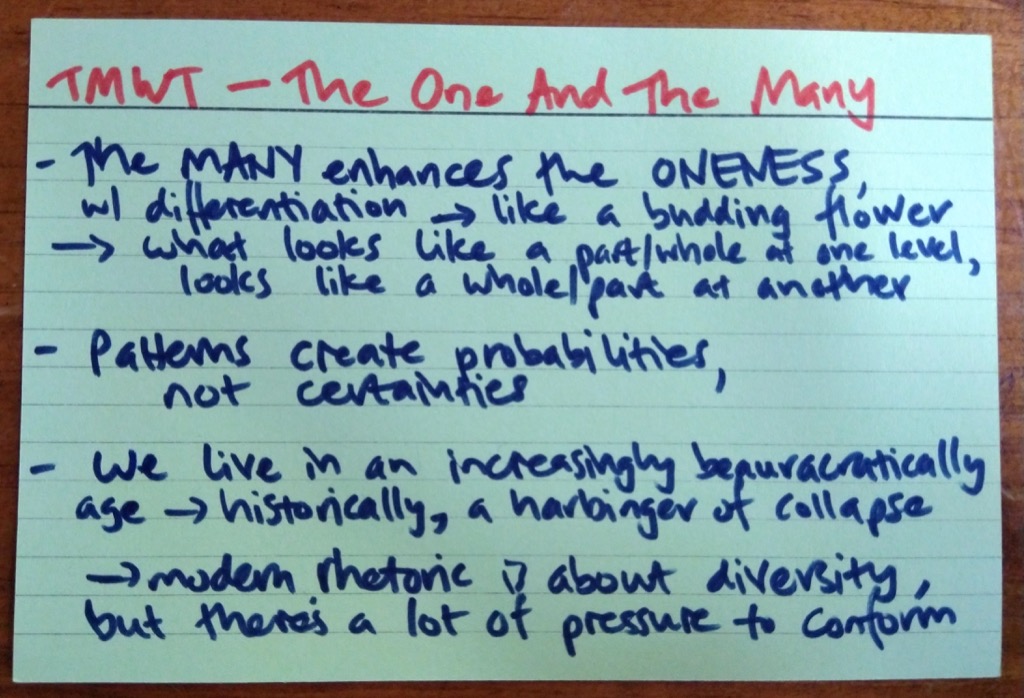 TMWT – The One And The Many
- The MANY enhances the ONENESS,
w/ differentiation → like a budding flower
→ what looks like a part/whole at one level,
looks like a whole/part at another
- Patterns create probabilities,
not certainties
- We live in an increasingly beauracratically
age → historically, a harbinger of collapse
→ modern rhetoric is about diversity,
but there's a lot of pressure to conform